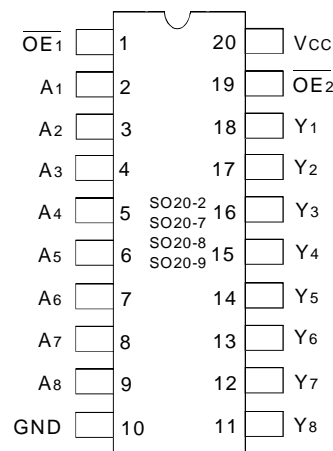 OE1 1 20 VCC
A1 2 19 OE2
A2 3 18 Y1
A3 4 17 Y2
A4 5 SO20-2 16 Y3
SO20-7
A5 6 SO20-8 15 Y4
SO20-9
A6 7 14 Y5
A7 8 13 Y6
A8 9 12 Y7
GND 10 11 Y8